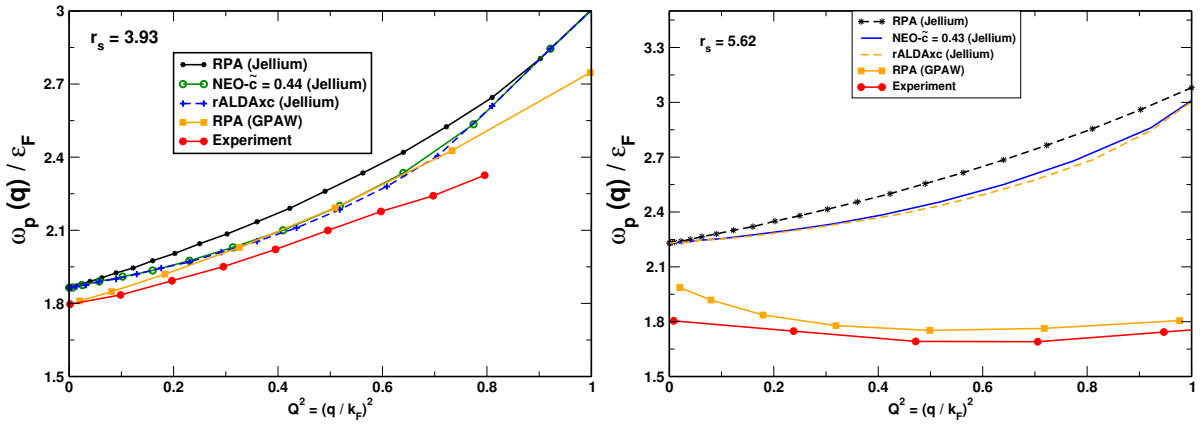 r_s = 3.93
RPA (Jellium)
NEO-c̃ = 0.44 (Jellium)
rALDAxc (Jellium)
RPA (GPAW)
Experiment
3
2.7
2.4
2.1
1.8
1.5
ω_p (q) / ε_F
0 0.2 0.4 0.6 0.8 1
Q^2 = (q / k_F)^2
r_s = 5.62
RPA (Jellium)
NEO-c̃ = 0.43 (Jellium)
rALDAxc (Jellium)
RPA (GPAW)
Experiment
3.3
3
2.7
2.4
2.1
1.8
1.5
ω_p (q) / ε_F
0 0.2 0.4 0.6 0.8 1
Q^2 = (q / k_F)^2